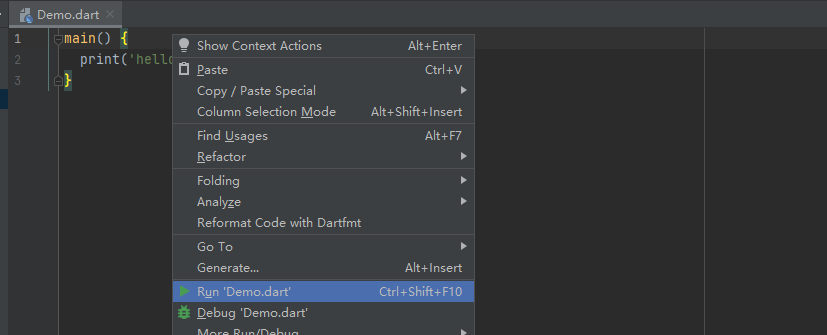 Demo.dart
1 main() {
2 print('hello
3 }
Show Context Actions Alt+Enter
Paste Ctrl+V
Copy / Paste Special
Column Selection Mode Alt+Shift+Insert
Find Usages Alt+F7
Refactor
Folding
Analyze
Reformat Code with Dartfmt
Go To
Generate... Alt+Insert
Run 'Demo.dart' Ctrl+Shift+F10
Debug 'Demo.dart'
More Run/Debug